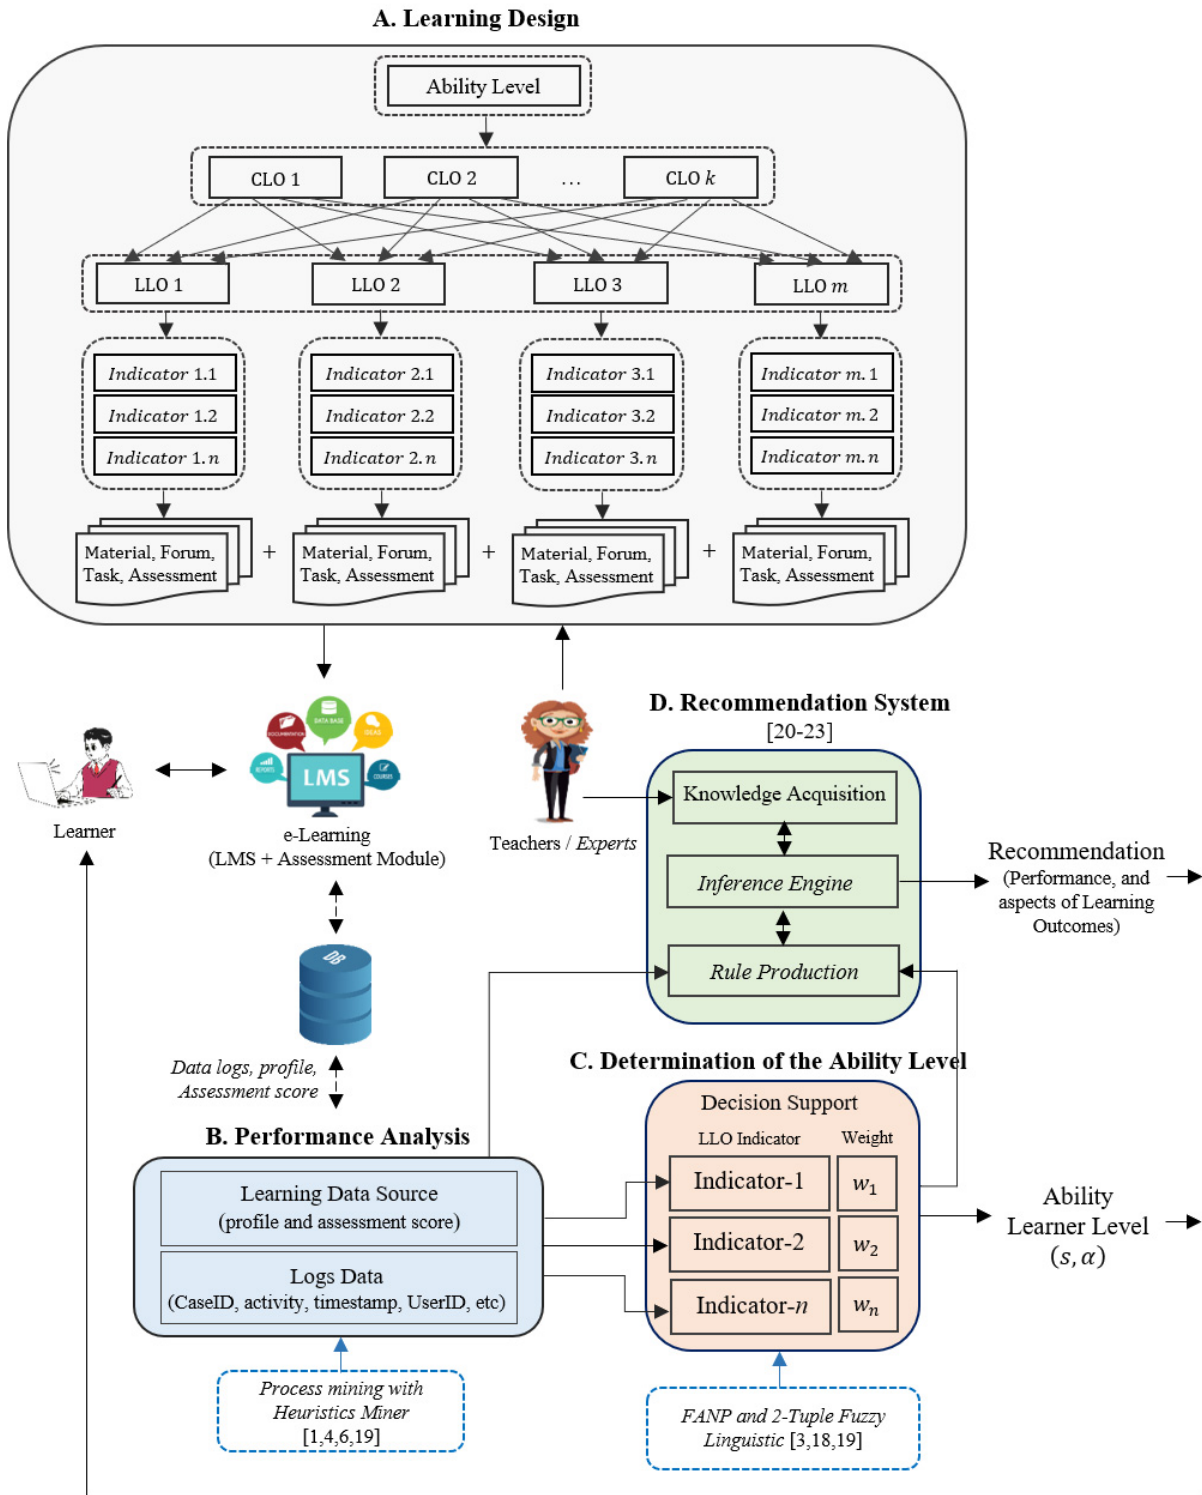 A. Learning Design
Ability Level
CLO 1
CLO 2
...
CLO k
LLO 1
LLO 2
LLO 3
LLO m
Indicator 1.1
Indicator 1.2
Indicator 1.n
Indicator 2.1
Indicator 2.2
Indicator 2.n
Indicator 3.1
Indicator 3.2
Indicator 3.n
Indicator m.1
Indicator m.2
Indicator m.n
Material, Forum,
Task, Assessment
+
Material, Forum,
Task, Assessment
+
Material, Forum,
Task, Assessment
+
Material, Forum,
Task, Assessment
Learner
DOCUMENTATION
DATA BASE
IDEAS
REPORTS
COURSES
LMS
e-Learning
(LMS + Assessment Module)
Teachers / Experts
D. Recommendation System
[20-23]
Knowledge Acquisition
Inference Engine
Rule Production
Recommendation
(Performance, and
aspects of Learning
Outcomes)
DB
Data logs, profile,
Assessment score
B. Performance Analysis
Learning Data Source
(profile and assessment score)
Logs Data
(CaseID, activity, timestamp, UserID, etc)
Process mining with
Heuristics Miner
[1,4,6,19]
C. Determination of the Ability Level
Decision Support
LLO Indicator
Weight
Indicator-1
w1
Indicator-2
w2
Indicator-n
wn
FANP and 2-Tuple Fuzzy
Linguistic [3,18,19]
Ability
Learner Level
(s, α)